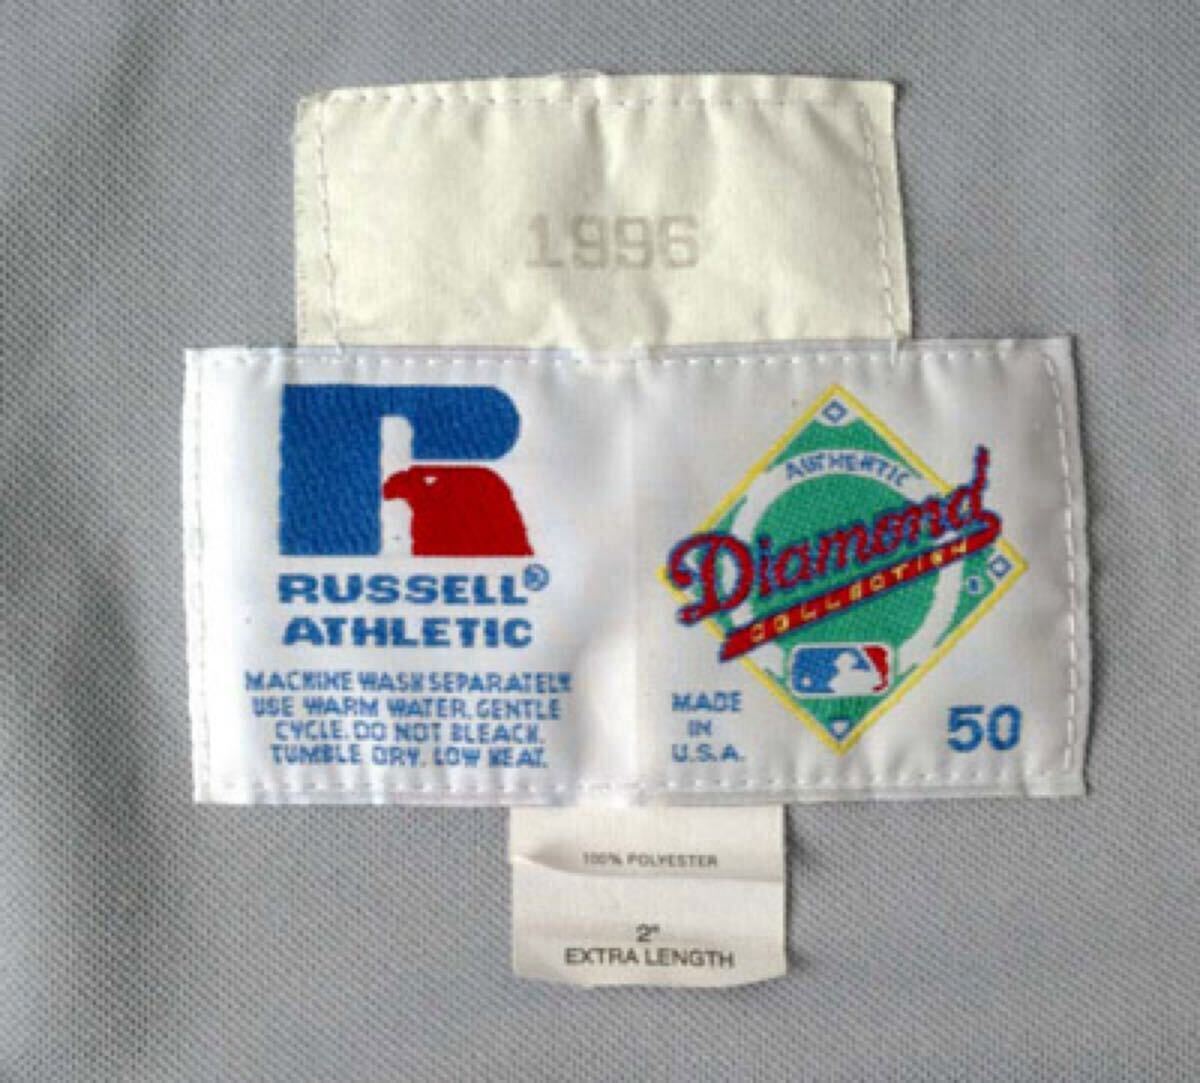 1996
RUSSELL®
ATHLETIC
MACHINE WASH SEPARATELY
USE WARM WATER. GENTLE
CYCLE. DO NOT BLEACH.
TUMBLE DRY. LOW HEAT.
AUTHENTIC
Diamond
COLLECTION
MADE
IN
U.S.A.
50
100% POLYESTER
2"
EXTRA LENGTH